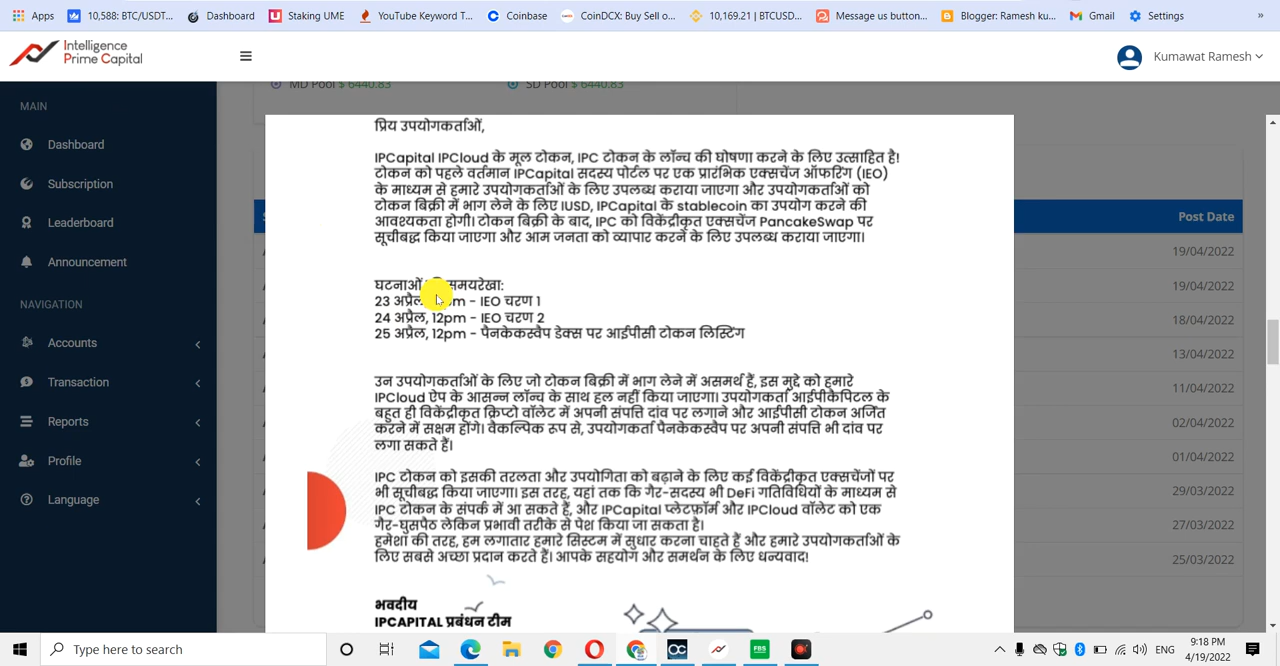 Apps 10,588: BTC/USDT... Dashboard Staking UME YouTube Keyword T... Coinbase CoinDCX: Buy Sell o... 10,169.21 | BTCUSD... Message us button... Blogger: Ramesh ku... Gmail Settings »
Intelligence
Prime Capital
Kumawat Ramesh
MAIN
Dashboard
Subscription
Leaderboard
Announcement
NAVIGATION
Accounts
Transaction
Reports
Profile
Language
MD Pool $ 6440.83 SD Pool $ 6440.83
प्रिय उपयोगकर्ताओं,
IPCapital IPCloud के मूल टोकन, IPC टोकन के लॉन्च की घोषणा करने के लिए उत्साहित है!
टोकन को पहले वर्तमान IPCapital सदस्य पोर्टल पर एक प्रारंभिक एक्सचेंज ऑफरिंग (IEO)
के माध्यम से हमारे उपयोगकर्ताओं के लिए उपलब्ध कराया जाएगा और उपयोगकर्ताओं को
टोकन बिक्री में भाग लेने के लिए IUSD, IPCapital के stablecoin का उपयोग करने की
आवश्यकता होगी। टोकन बिक्री के बाद, IPC को विकेंद्रीकृत एक्सचेंज PancakeSwap पर
सूचीबद्ध किया जाएगा और आम जनता को व्यापार करने के लिए उपलब्ध कराया जाएगा।
घटनाओं समयरेखा:
23 अप्रैल, pm - IEO चरण 1
24 अप्रैल, 12pm - IEO चरण 2
25 अप्रैल, 12pm - पैनकेकस्वैप डेक्स पर आईपीसी टोकन लिस्टिंग
उन उपयोगकर्ताओं के लिए जो टोकन बिक्री में भाग लेने में असमर्थ हैं, इस मुद्दे को हमारे
IPCloud ऐप के आसन्न लॉन्च के साथ हल नहीं किया जाएगा। उपयोगकर्ता आईपीकैपिटल के
बहुत ही विकेंद्रीकृत क्रिप्टो वॉलेट में अपनी संपत्ति दांव पर लगाने और आईपीसी टोकन अर्जित
करने में सक्षम होंगे। वैकल्पिक रूप से, उपयोगकर्ता पैनकेकस्वैप पर अपनी संपत्ति भी दांव पर
लगा सकते हैं।
IPC टोकन को इसकी तरलता और उपयोगिता को बढ़ाने के लिए कई विकेंद्रीकृत एक्सचेंजों पर
भी सूचीबद्ध किया जाएगा। इस तरह, यहां तक कि गैर-सदस्य भी DeFi गतिविधियों के माध्यम से
IPC टोकन के संपर्क में आ सकते हैं, और IPCapital प्लेटफ़ॉर्म और IPCloud वॉलेट को एक
गैर-घुसपैठ लेकिन प्रभावी तरीके से पेश किया जा सकता है।
हमेशा की तरह, हम लगातार हमारे सिस्टम में सुधार करना चाहते हैं और हमारे उपयोगकर्ताओं के
लिए सबसे अच्छा प्रदान करते हैं। आपके सहयोग और समर्थन के लिए धन्यवाद!
भवदीय
IPCAPITAL प्रबंधन टीम
Post Date
19/04/2022
19/04/2022
18/04/2022
13/04/2022
11/04/2022
02/04/2022
01/04/2022
29/03/2022
27/03/2022
25/03/2022
Type here to search
FBS
ENG
9:18 PM